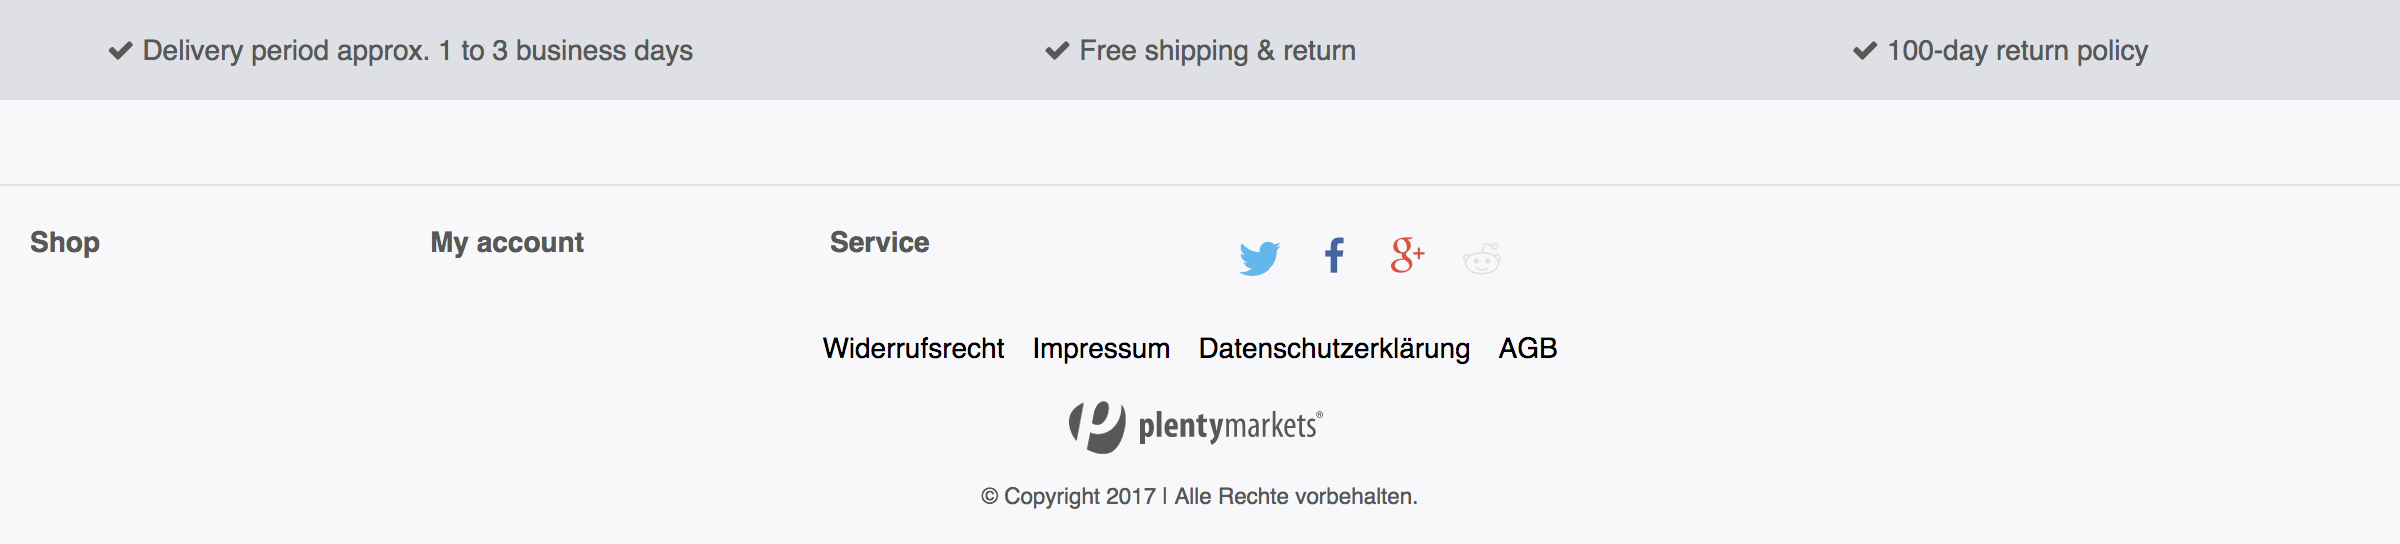 Delivery period approx. 1 to 3 business days
Free shipping & return
100-day return policy
Shop
My account
Service
Widerrufsrecht Impressum Datenschutzerklärung AGB
plentymarkets®
© Copyright 2017 | Alle Rechte vorbehalten.